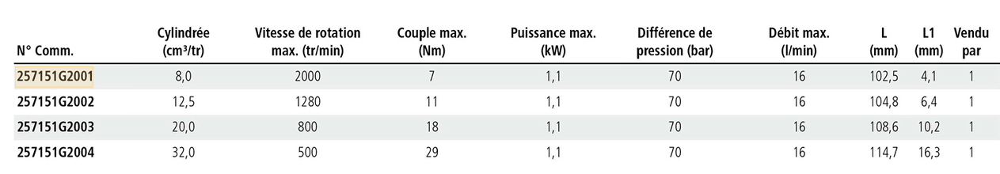 Cylindrée Vitesse de rotation Couple max. Puissance max. Différence de Débit max. L L1 Vendu
N° Comm. (cm³/tr) max. (tr/min) (Nm) (kW) pression (bar) (l/min) (mm) (mm) par
257151G2001 8,0 2000 7 1,1 70 16 102,5 4,1 1
257151G2002 12,5 1280 11 1,1 70 16 104,8 6,4 1
257151G2003 20,0 800 18 1,1 70 16 108,6 10,2 1
257151G2004 32,0 500 29 1,1 70 16 114,7 16,3 1